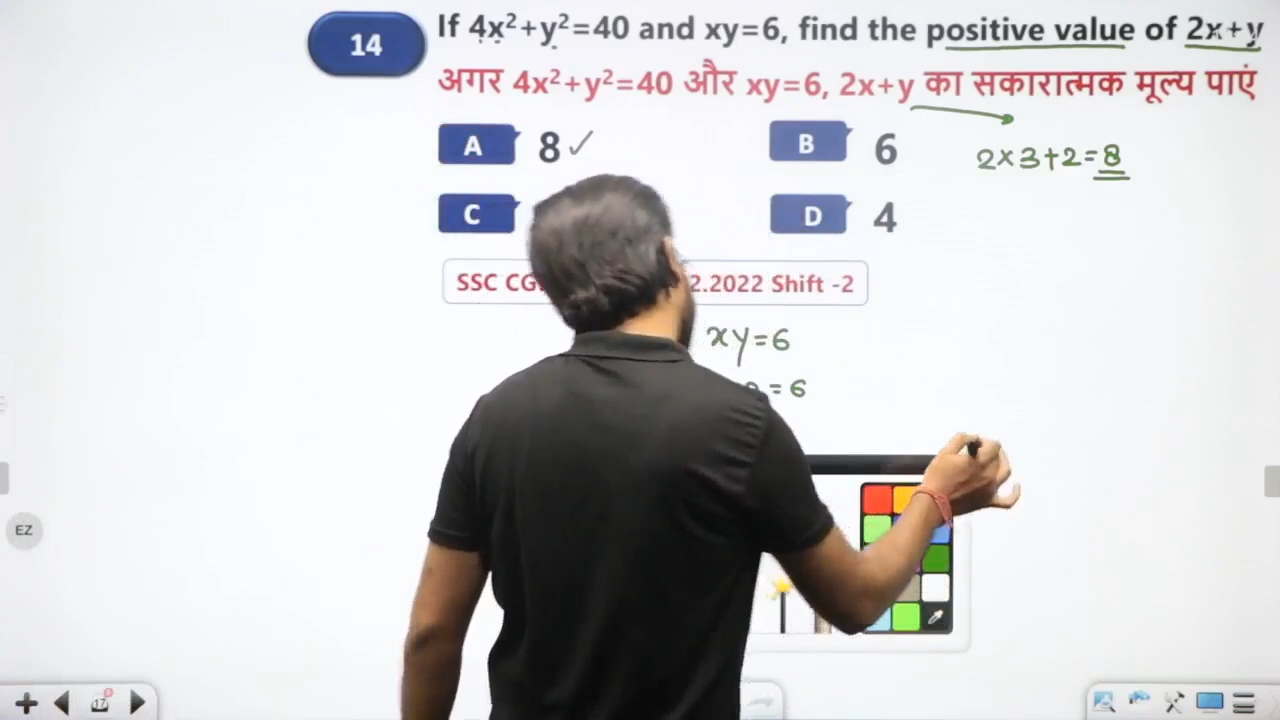 14
If 4x²+y²=40 and xy=6, find the positive value of 2x+y
अगर 4x²+y²=40 और xy=6, 2x+y का सकारात्मक मूल्य पाएं
A 8 ✓
B 6
2×3+2=8
C
D 4
SSC CG 2.2022 Shift -2
xy=6
=6
EZ
17